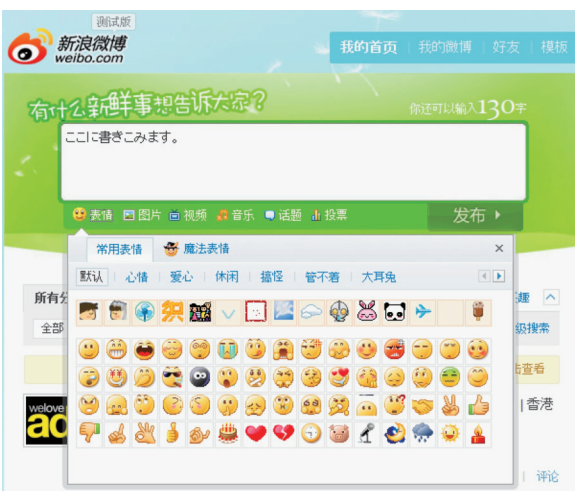 测试版
新浪微博
weibo.com
我的首页 我的微博 好友 模板
有什么新鲜事想告诉大家?
你还可以输入130字
ここに書きこみます。
表情 图片 视频 音乐 话题 投票
发布
常用表情 魔法表情 ×
默认 心情 爱心 休闲 搞怪 管不着 大耳兔
所有分
全部
级搜索
击查看
welove
ad
香港
评论